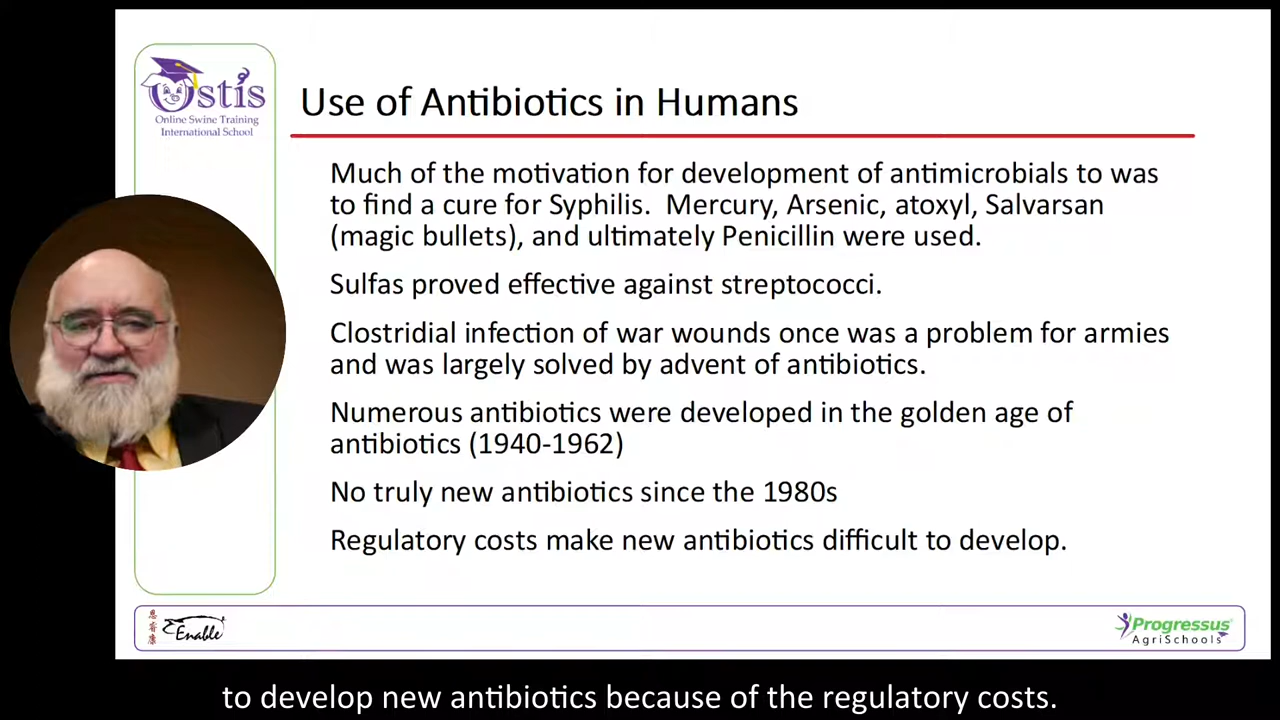 Ostis
Online Swine Training
International School
Use of Antibiotics in Humans
Much of the motivation for development of antimicrobials to was
to find a cure for Syphilis. Mercury, Arsenic, atoxyl, Salvarsan
(magic bullets), and ultimately Penicillin were used.
Sulfas proved effective against streptococci.
Clostridial infection of war wounds once was a problem for armies
and was largely solved by advent of antibiotics.
Numerous antibiotics were developed in the golden age of
antibiotics (1940-1962)
No truly new antibiotics since the 1980s
Regulatory costs make new antibiotics difficult to develop.
Enable
Progressus
AgriSchools
to develop new antibiotics because of the regulatory costs.